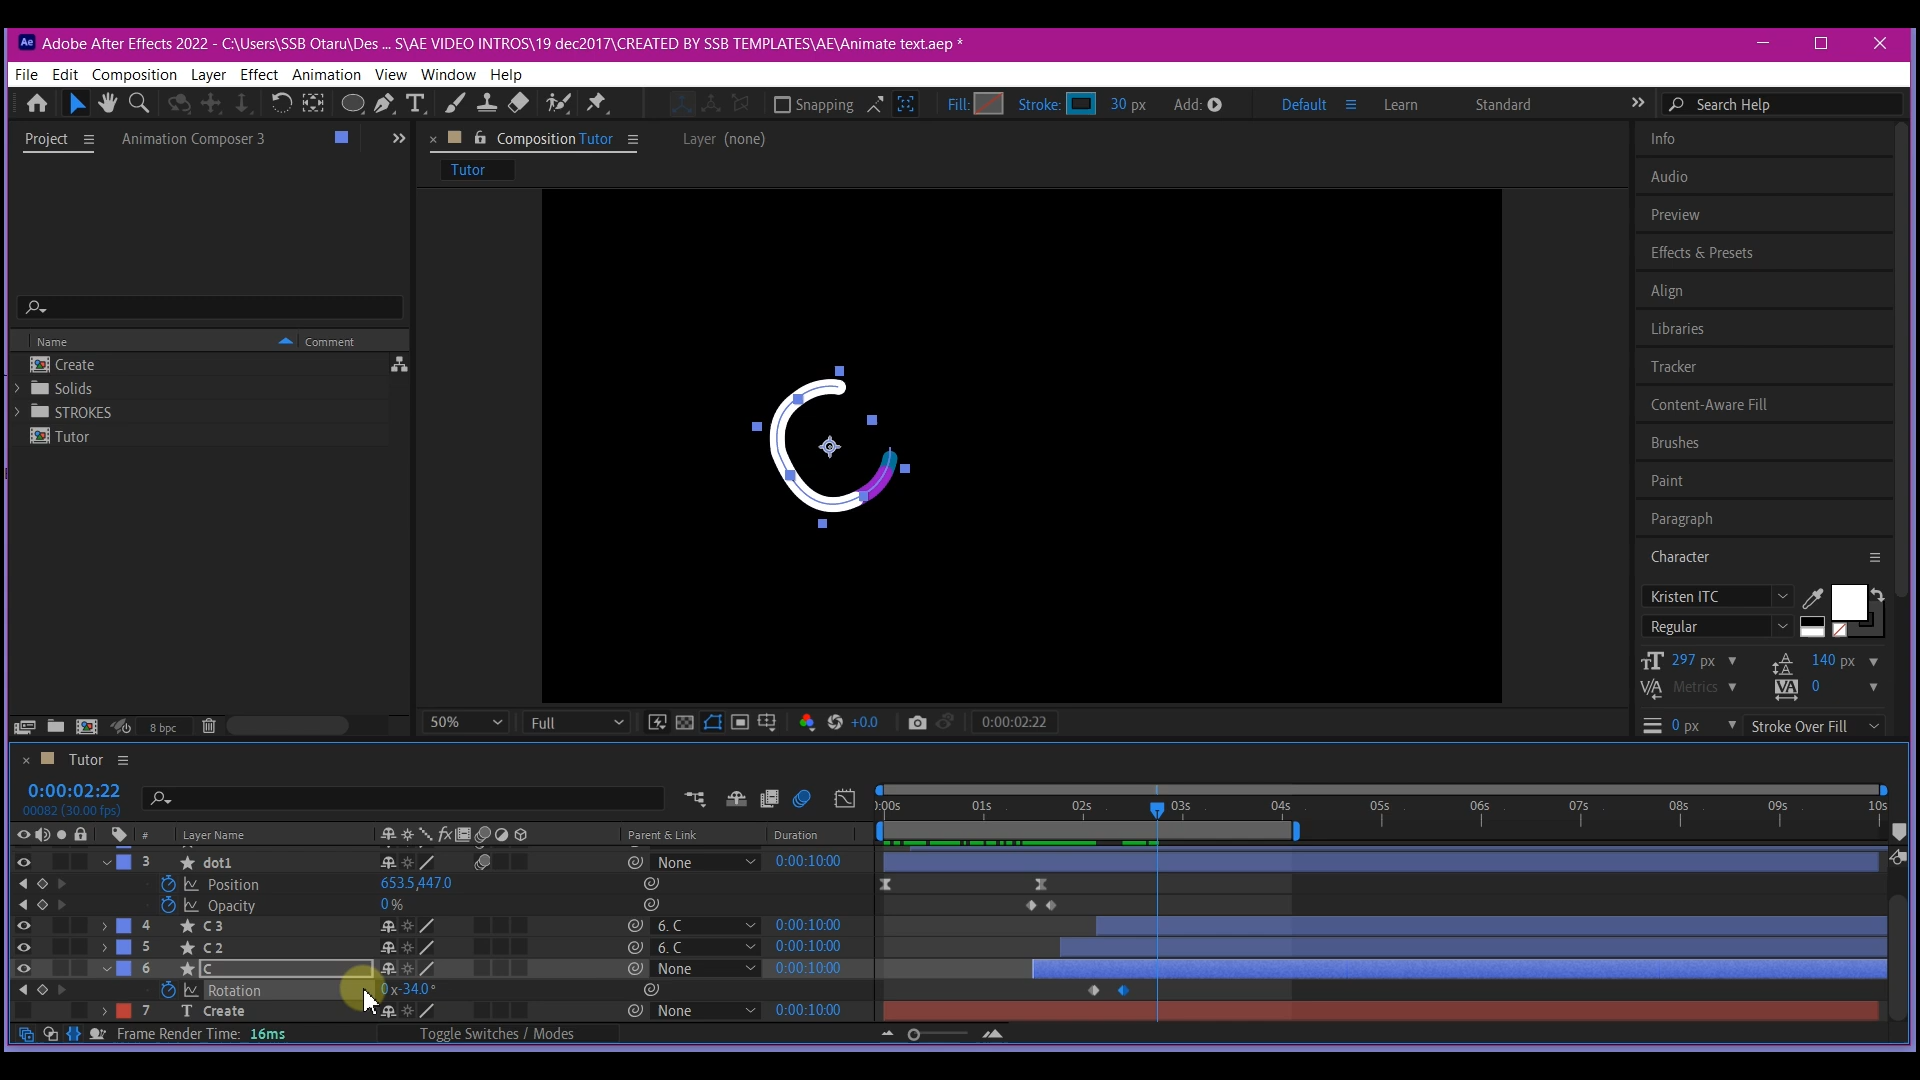 Ae Adobe After Effects 2022 - C:\Users\SSB Otaru\Des ... S\AE VIDEO INTROS\19 dec2017\CREATED BY SSB TEMPLATES\AE\Animate text.aep *
File Edit Composition Layer Effect Animation View Window Help
Snapping Fill: Stroke: 30 px Add: Default Learn Standard Search Help
Project Animation Composer 3 Composition Tutor Layer (none)
Tutor
Name Comment
Create
Solids
STROKES
Tutor
Info
Audio
Preview
Effects & Presets
Align
Libraries
Tracker
Content-Aware Fill
Brushes
Paint
Paragraph
Character
Kristen ITC
Regular
297 px 140 px
Metrics 0
0 px Stroke Over Fill
8 bpc 50% Full +0.0 0:00:02:22
Tutor
0:00:02:22
00082 (30.00 fps)
0:00s 01s 02s 03s 04s 05s 06s 07s 08s 09s 10s
# Layer Name fx Parent & Link Duration
3 dot1 None 0:00:10:00
Position 653.5,447.0
Opacity 0 %
4 C 3 6. C 0:00:10:00
5 C 2 6. C 0:00:10:00
6 C None 0:00:10:00
Rotation 0 x-34.0°
7 T Create None 0:00:10:00
Frame Render Time: 16ms Toggle Switches / Modes